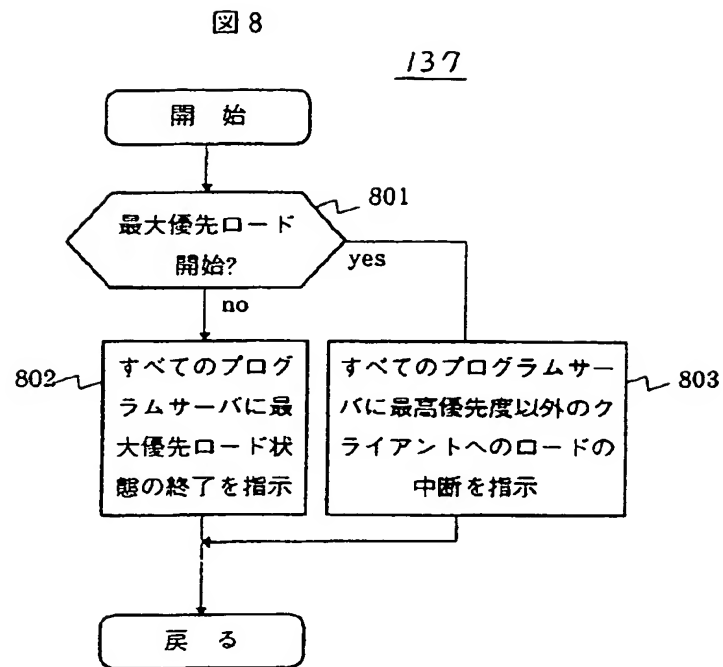 図8
137
開 始
801
最大優先ロード
開始?
yes
no
802
すべてのプログ
ラムサーバに最
大優先ロード状
態の終了を指示
すべてのプログラムサー
バに最高優先度以外のク
ライアントへのロードの
中断を指示
803
戻 る